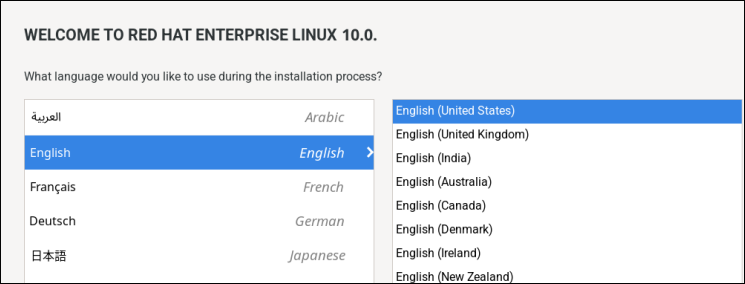 WELCOME TO RED HAT ENTERPRISE LINUX 10.0.
What language would you like to use during the installation process?
العربية Arabic
English English
Français French
Deutsch German
日本語 Japanese
English (United States)
English (United Kingdom)
English (India)
English (Australia)
English (Canada)
English (Denmark)
English (Ireland)
English (New Zealand)